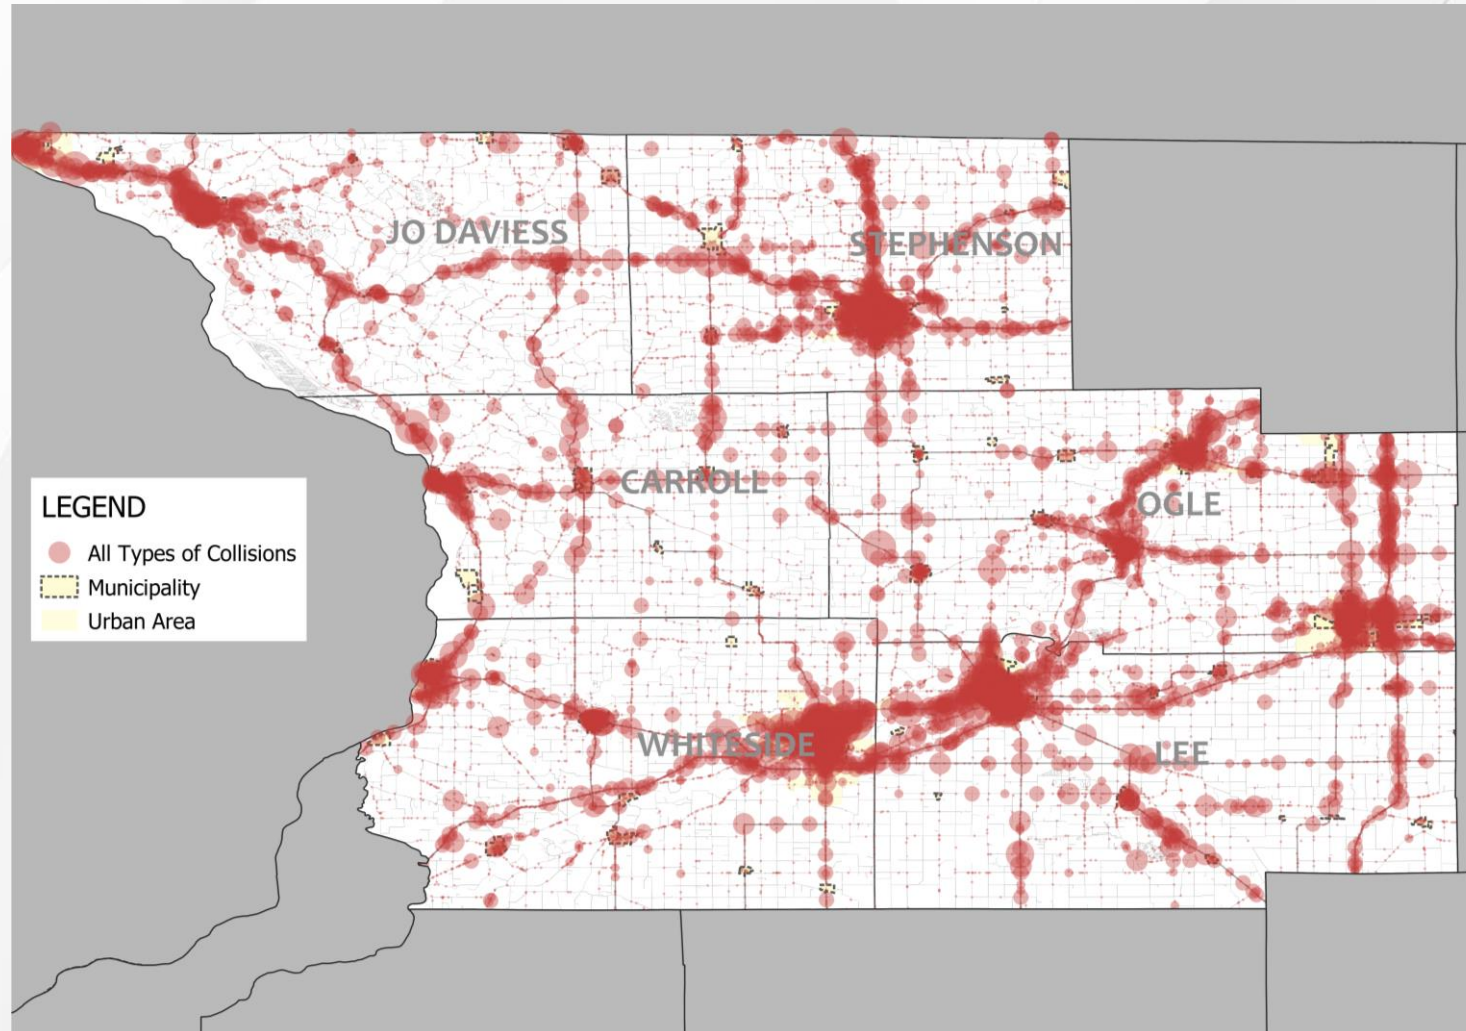 JO DAVIESS
STEPHENSON
CARROLL
OGLE
WHITESIDE
LEE
LEGEND
All Types of Collisions
Municipality
Urban Area